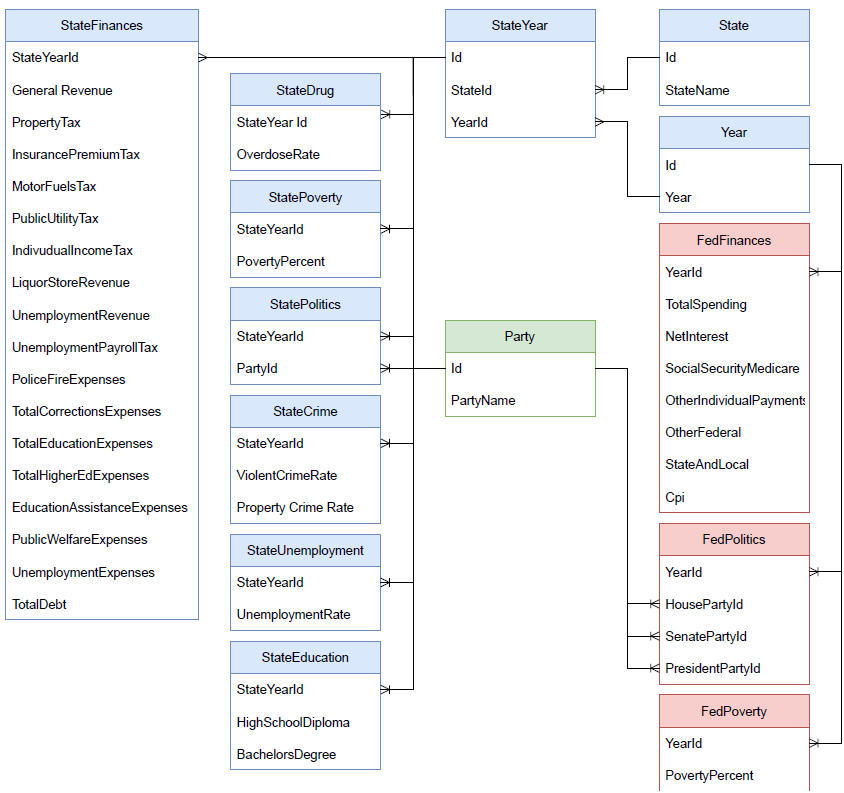 StateFinances
StateYearId
General Revenue
PropertyTax
InsurancePremiumTax
MotorFuelsTax
PublicUtilityTax
IndivudualIncomeTax
LiquorStoreRevenue
UnemploymentRevenue
UnemploymentPayrollTax
PoliceFireExpenses
TotalCorrectionsExpenses
TotalEducationExpenses
TotalHigherEdExpenses
EducationAssistanceExpenses
PublicWelfareExpenses
UnemploymentExpenses
TotalDebt
StateDrug
StateYear Id
OverdoseRate
StatePoverty
StateYearId
PovertyPercent
StatePolitics
StateYearId
PartyId
StateCrime
StateYearId
ViolentCrimeRate
Property Crime Rate
StateUnemployment
StateYearId
UnemploymentRate
StateEducation
StateYearId
HighSchoolDiploma
BachelorsDegree
StateYear
Id
StateId
YearId
Party
Id
PartyName
State
Id
StateName
Year
Id
Year
FedFinances
YearId
TotalSpending
NetInterest
SocialSecurityMedicare
OtherIndividualPayments
OtherFederal
StateAndLocal
Cpi
FedPolitics
YearId
HousePartyId
SenatePartyId
PresidentPartyId
FedPoverty
YearId
PovertyPercent